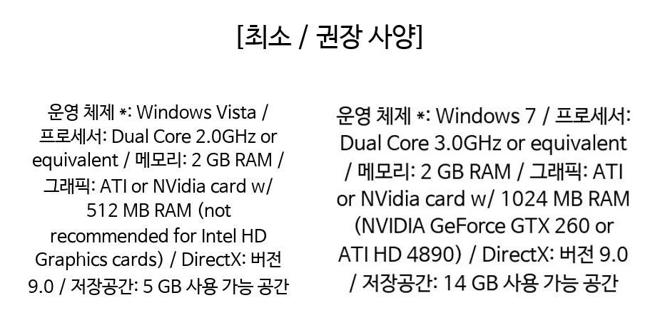 [최소 / 권장 사양]
운영 체제 *: Windows Vista /
프로세서: Dual Core 2.0GHz or
equivalent / 메모리: 2 GB RAM /
그래픽: ATI or NVidia card w/
512 MB RAM (not
recommended for Intel HD
Graphics cards) / DirectX: 버전
9.0 / 저장공간: 5 GB 사용 가능 공간
운영 체제 *: Windows 7 / 프로세서:
Dual Core 3.0GHz or equivalent
/ 메모리: 2 GB RAM / 그래픽: ATI
or NVidia card w/ 1024 MB RAM
(NVIDIA GeForce GTX 260 or
ATI HD 4890) / DirectX: 버전 9.0
/ 저장공간: 14 GB 사용 가능 공간